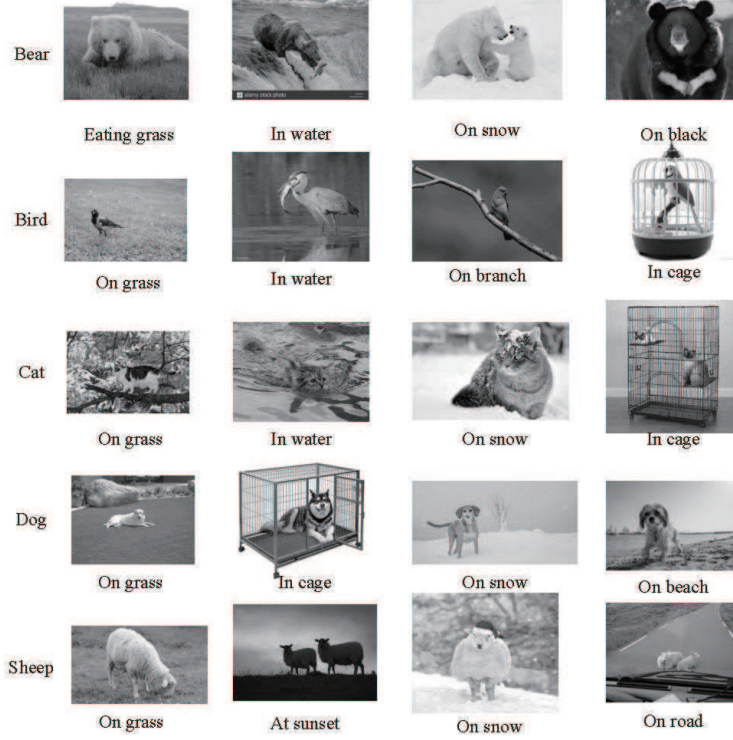 Bear
Eating grass
In water
On snow
On black
Bird
On grass
In water
On branch
In cage
Cat
On grass
In water
On snow
In cage
Dog
On grass
In cage
On snow
On beach
Sheep
On grass
At sunset
On snow
On road